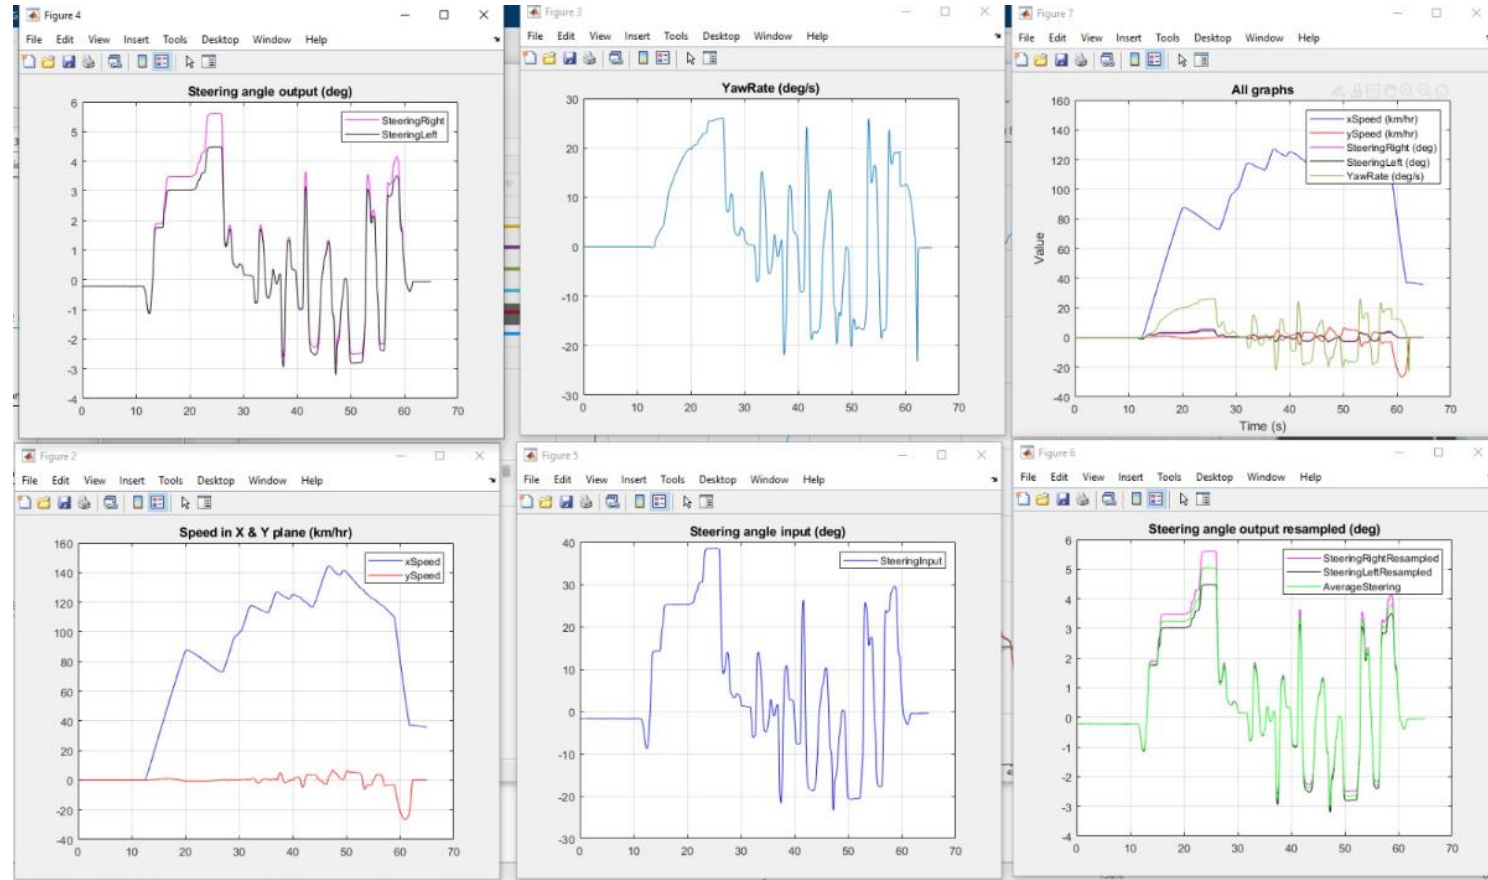 Figure 4
File Edit View Insert Tools Desktop Window Help
Steering angle output (deg)
SteeringRight
SteeringLeft
6
5
4
3
2
1
0
-1
-2
-3
-4
0 10 20 30 40 50 60 70
Figure 3
File Edit View Insert Tools Desktop Window Help
YawRate (deg/s)
30
20
10
0
-10
-20
-30
0 10 20 30 40 50 60 70
Figure 7
File Edit View Insert Tools Desktop Window Help
All graphs
xSpeed (km/hr)
ySpeed (km/hr)
SteeringRight (deg)
SteeringLeft (deg)
YawRate (deg/s)
160
140
120
100
80
60
40
20
0
-20
-40
Value
0 10 20 30 40 50 60 70
Time (s)
Figure 2
File Edit View Insert Tools Desktop Window Help
Speed in X & Y plane (km/hr)
xSpeed
ySpeed
160
140
120
100
80
60
40
20
0
-20
-40
0 10 20 30 40 50 60 70
Figure 5
File Edit View Insert Tools Desktop Window Help
Steering angle input (deg)
SteeringInput
40
30
20
10
0
-10
-20
-30
0 10 20 30 40 50 60 70
Figure 6
File Edit View Insert Tools Desktop Window Help
Steering angle output resampled (deg)
SteeringRightResampled
SteeringLeftResampled
AverageSteering
6
5
4
3
2
1
0
-1
-2
-3
-4
0 10 20 30 40 50 60 70